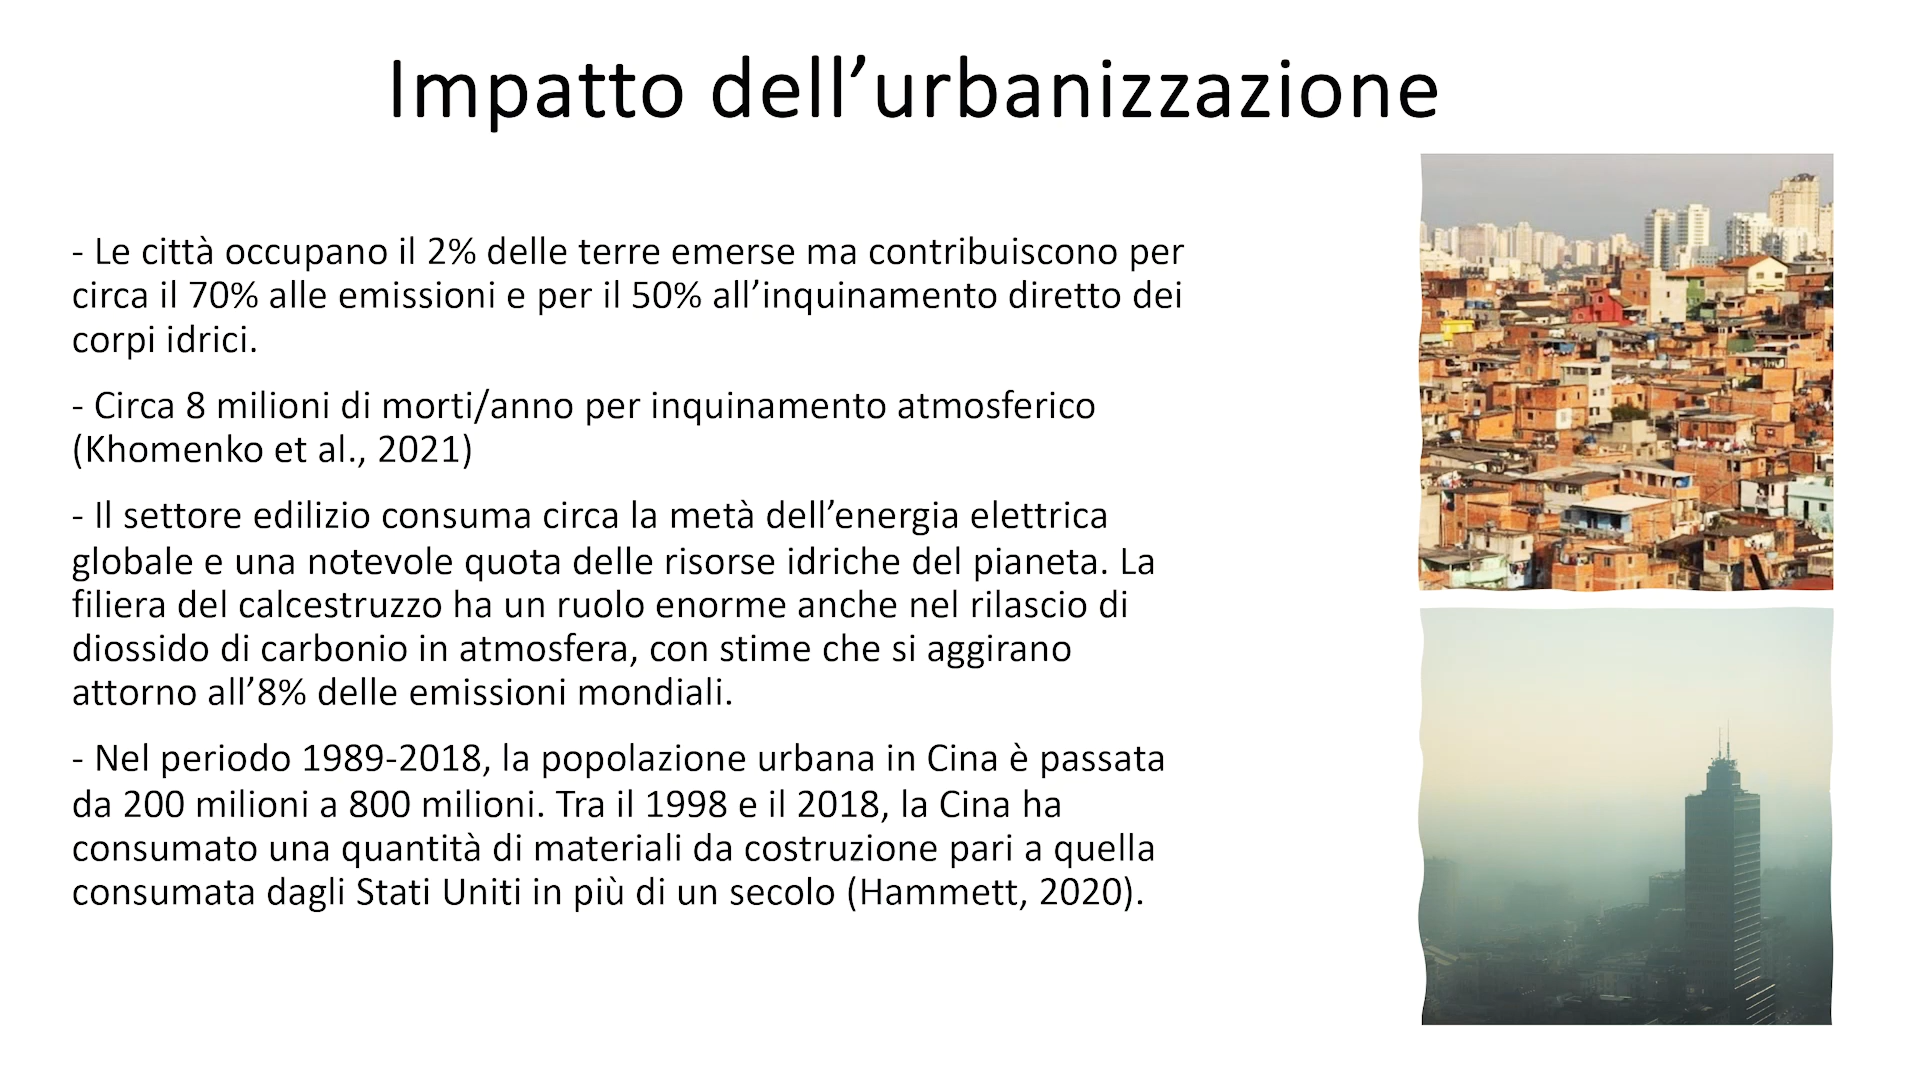 Impatto dell’urbanizzazione
- Le città occupano il 2% delle terre emerse ma contribuiscono per
circa il 70% alle emissioni e per il 50% all’inquinamento diretto dei
corpi idrici.
- Circa 8 milioni di morti/anno per inquinamento atmosferico
(Khomenko et al., 2021)
- Il settore edilizio consuma circa la metà dell’energia elettrica
globale e una notevole quota delle risorse idriche del pianeta. La
filiera del calcestruzzo ha un ruolo enorme anche nel rilascio di
diossido di carbonio in atmosfera, con stime che si aggirano
attorno all’8% delle emissioni mondiali.
- Nel periodo 1989-2018, la popolazione urbana in Cina è passata
da 200 milioni a 800 milioni. Tra il 1998 e il 2018, la Cina ha
consumato una quantità di materiali da costruzione pari a quella
consumata dagli Stati Uniti in più di un secolo (Hammett, 2020).